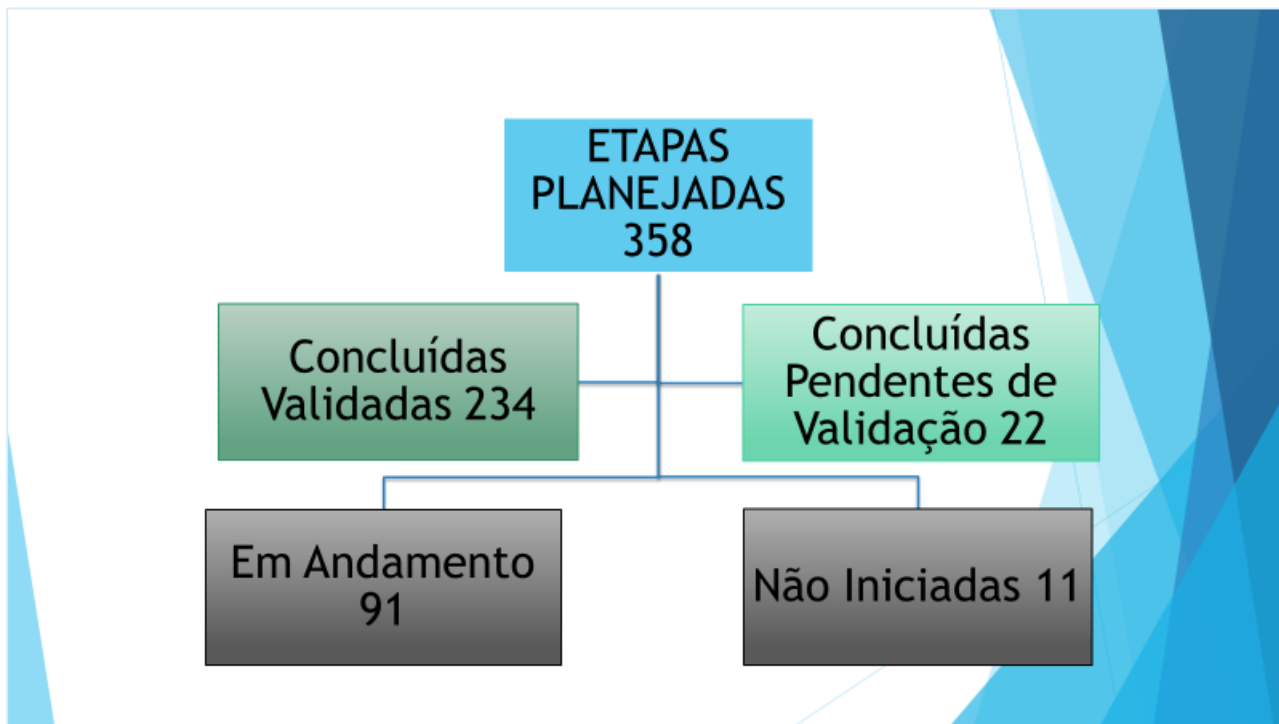 ETAPAS
PLANEJADAS
358
Concluídas
Validadas 234
Concluídas
Pendentes de
Validação 22
Em Andamento
91
Não Iniciadas 11